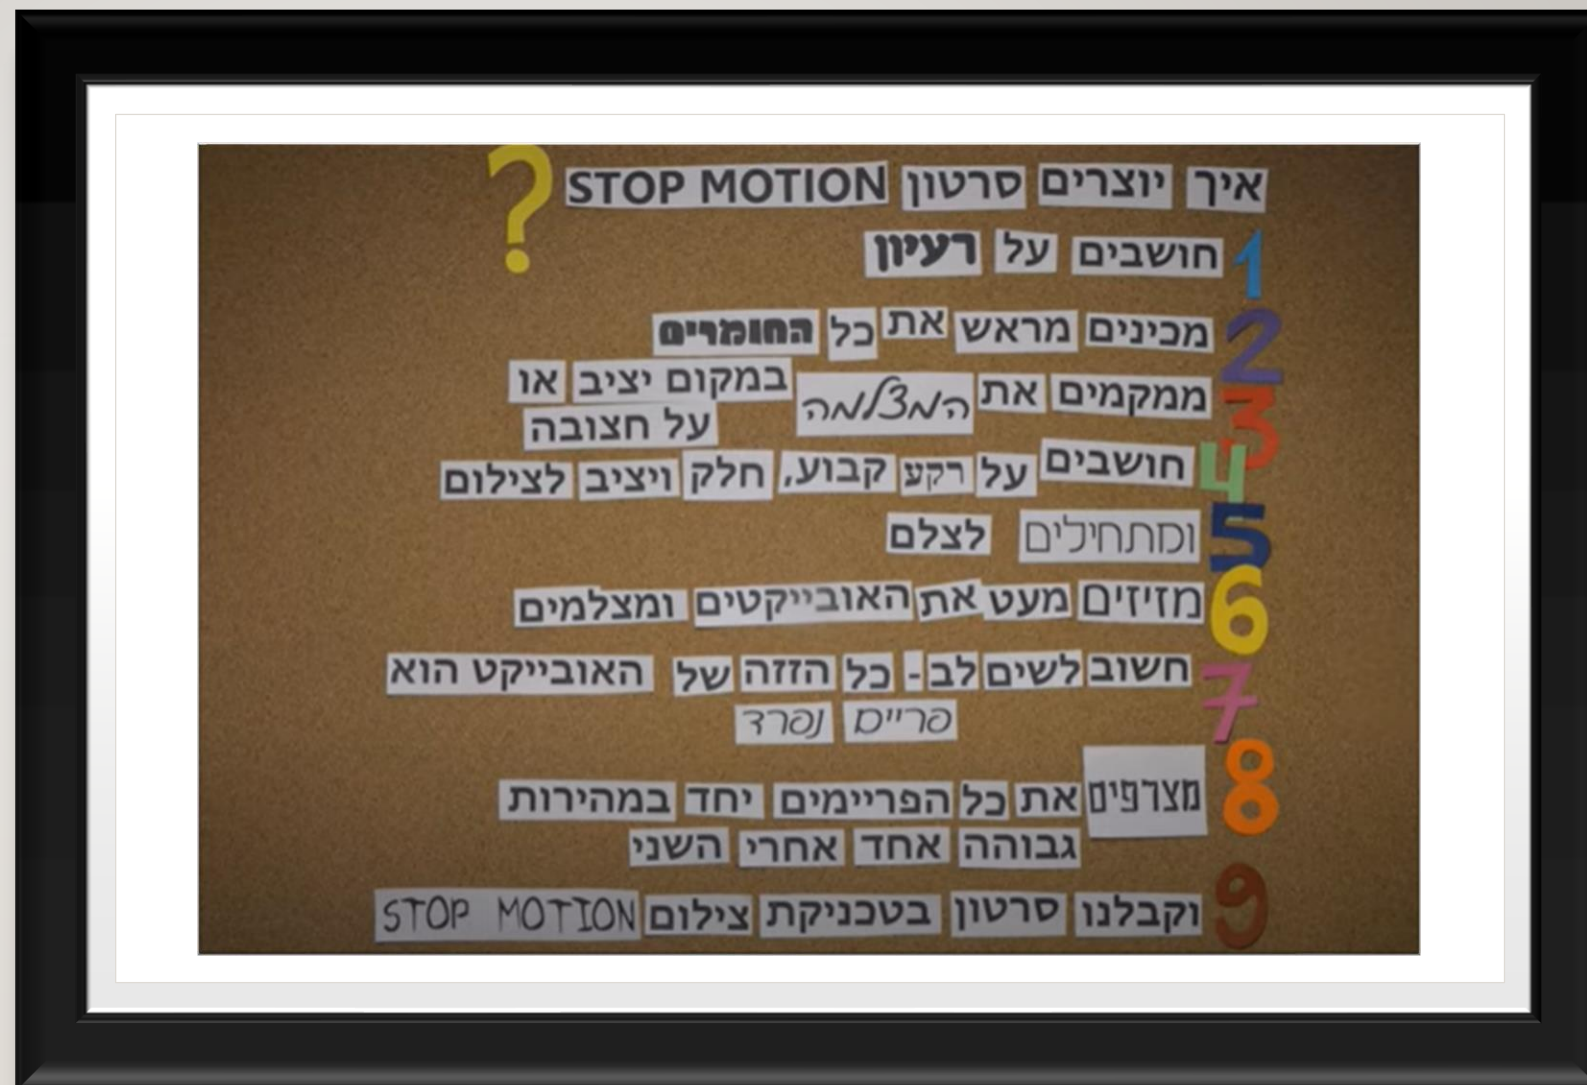 איך יוצרים סרטון STOP MOTION ?
1 חושבים על רעיון
2 מכינים מראש את כל החומרים
3 ממקמים את המצלמה במקום יציב או
על חצובה
4 חושבים על רקע קבוע, חלק ויציב לצילום
5 ומתחילים לצלם
6 מזיזים מעט את האובייקטים ומצלמים
7 חשוב לשים לב - כל הזזה של האובייקט הוא
פריים נפרד
8 מצרפים את כל הפריימים יחד במהירות
גבוהה אחד אחרי השני
9 וקבלנו סרטון בטכניקת צילום STOP MOTION